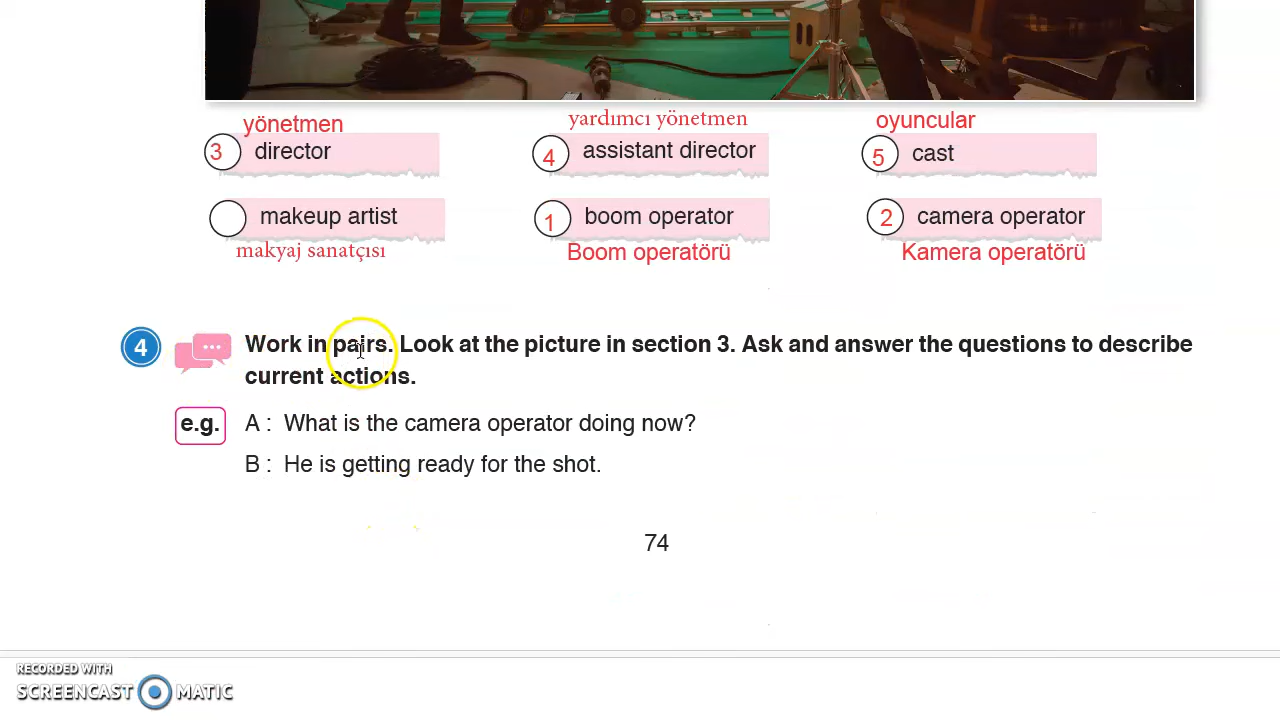 yönetmen
yardımcı yönetmen
oyuncular
3 director
4 assistant director
5 cast
makeup artist
1 boom operator
2 camera operator
makyaj sanatçısı
Boom operatörü
Kamera operatörü
4 Work in pairs. Look at the picture in section 3. Ask and answer the questions to describe
current actions.
e.g. A : What is the camera operator doing now?
B : He is getting ready for the shot.
74
RECORDED WITH
SCREENCAST MATIC